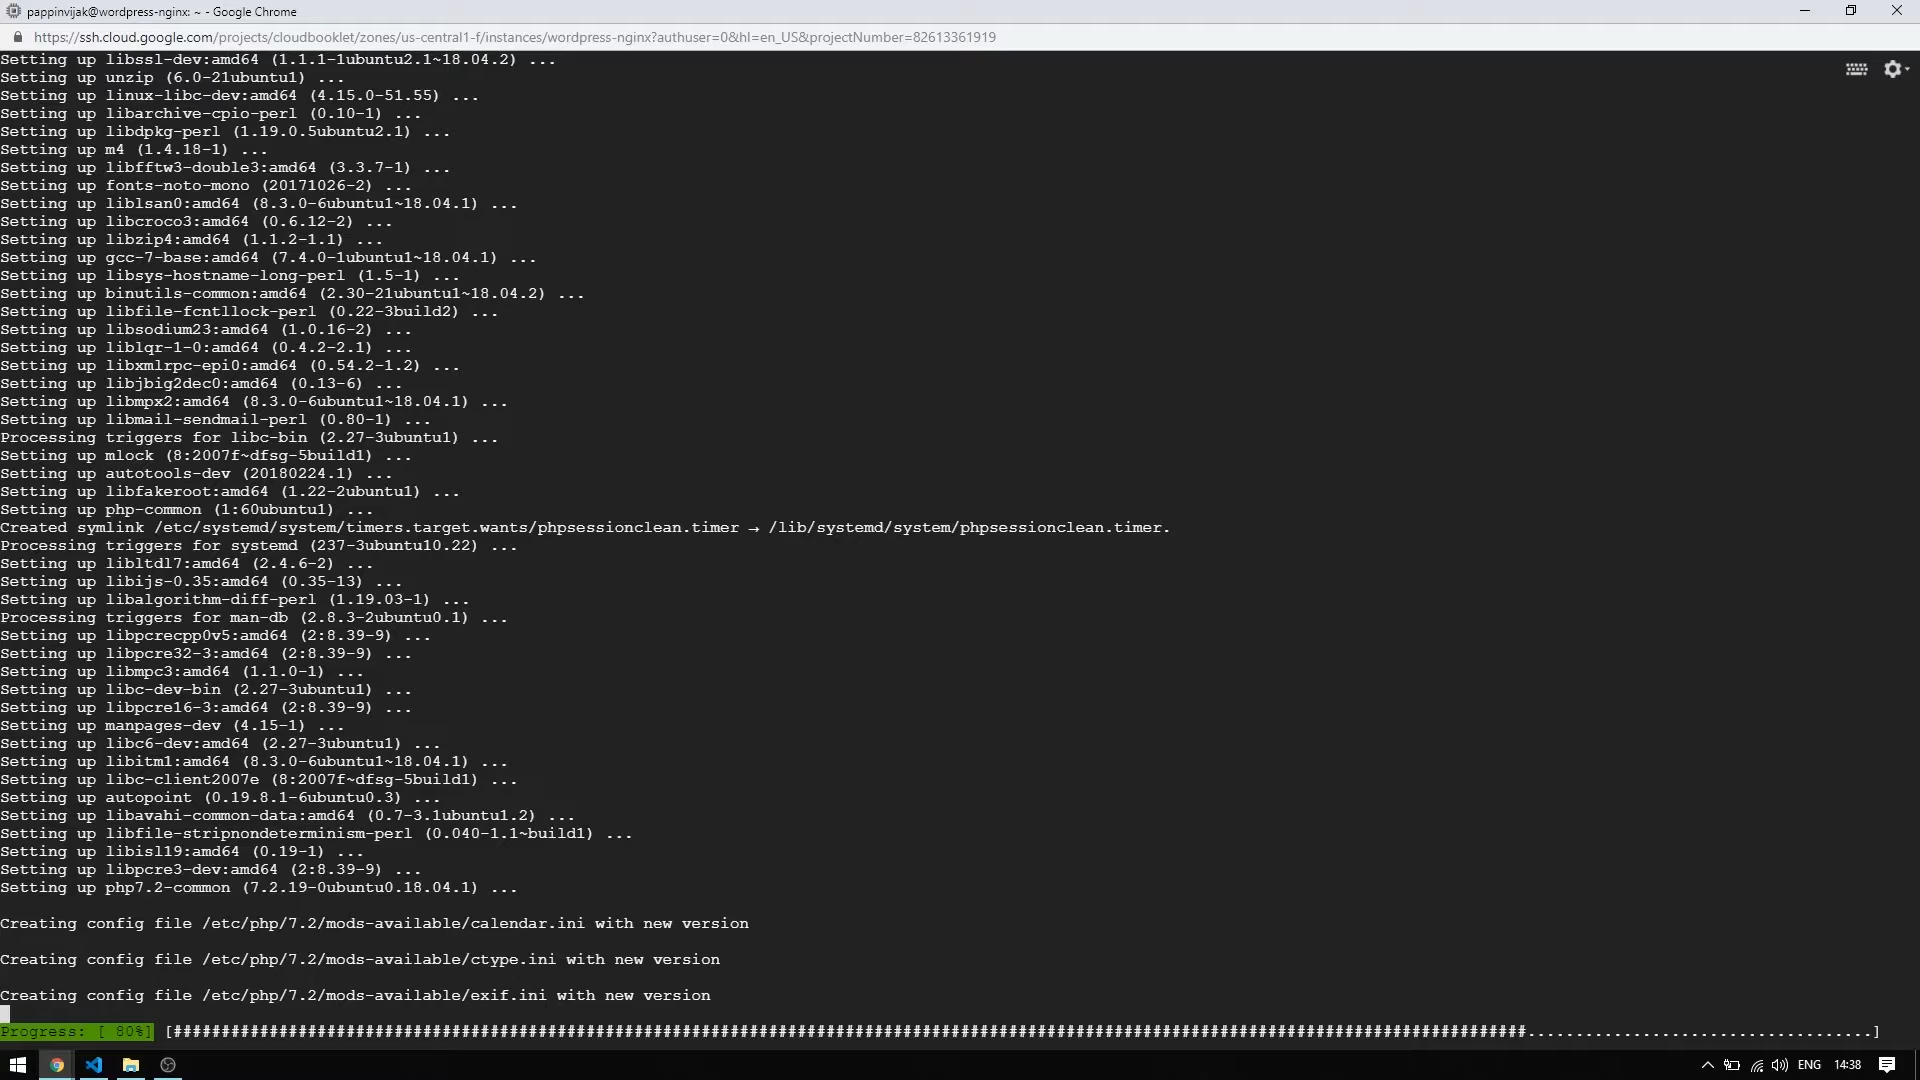 pappinvijak@wordpress-nginx: ~ - Google Chrome
https://ssh.cloud.google.com/projects/cloudbooklet/zones/us-central1-f/instances/wordpress-nginx?authuser=0&hl=en_US&projectNumber=82613361919
Setting up libssl-dev:amd64 (1.1.1-1ubuntu2.1~18.04.2) ...
Setting up unzip (6.0-21ubuntu1) ...
Setting up linux-libc-dev:amd64 (4.15.0-51.55) ...
Setting up libarchive-cpio-perl (0.10-1) ...
Setting up libdpkg-perl (1.19.0.5ubuntu2.1) ...
Setting up m4 (1.4.18-1) ...
Setting up libfftw3-double3:amd64 (3.3.7-1) ...
Setting up fonts-noto-mono (20171026-2) ...
Setting up liblsan0:amd64 (8.3.0-6ubuntu1~18.04.1) ...
Setting up libcroco3:amd64 (0.6.12-2) ...
Setting up libzip4:amd64 (1.1.2-1.1) ...
Setting up gcc-7-base:amd64 (7.4.0-1ubuntu1~18.04.1) ...
Setting up libsys-hostname-long-perl (1.5-1) ...
Setting up binutils-common:amd64 (2.30-21ubuntu1~18.04.2) ...
Setting up libfile-fcntllock-perl (0.22-3build2) ...
Setting up libsodium23:amd64 (1.0.16-2) ...
Setting up liblqr-1-0:amd64 (0.4.2-2.1) ...
Setting up libxmlrpc-epi0:amd64 (0.54.2-1.2) ...
Setting up libjbig2dec0:amd64 (0.13-6) ...
Setting up libmpx2:amd64 (8.3.0-6ubuntu1~18.04.1) ...
Setting up libmail-sendmail-perl (0.80-1) ...
Processing triggers for libc-bin (2.27-3ubuntu1) ...
Setting up mlock (8:2007f~dfsg-5build1) ...
Setting up autotools-dev (20180224.1) ...
Setting up libfakeroot:amd64 (1.22-2ubuntu1) ...
Setting up php-common (1:60ubuntu1) ...
Created symlink /etc/systemd/system/timers.target.wants/phpsessionclean.timer → /lib/systemd/system/phpsessionclean.timer.
Processing triggers for systemd (237-3ubuntu10.22) ...
Setting up libltdl7:amd64 (2.4.6-2) ...
Setting up libijs-0.35:amd64 (0.35-13) ...
Setting up libalgorithm-diff-perl (1.19.03-1) ...
Processing triggers for man-db (2.8.3-2ubuntu0.1) ...
Setting up libpcrecpp0v5:amd64 (2:8.39-9) ...
Setting up libpcre32-3:amd64 (2:8.39-9) ...
Setting up libmpc3:amd64 (1.1.0-1) ...
Setting up libc-dev-bin (2.27-3ubuntu1) ...
Setting up libpcre16-3:amd64 (2:8.39-9) ...
Setting up manpages-dev (4.15-1) ...
Setting up libc6-dev:amd64 (2.27-3ubuntu1) ...
Setting up libitm1:amd64 (8.3.0-6ubuntu1~18.04.1) ...
Setting up libc-client2007e (8:2007f~dfsg-5build1) ...
Setting up autopoint (0.19.8.1-6ubuntu0.3) ...
Setting up libavahi-common-data:amd64 (0.7-3.1ubuntu1.2) ...
Setting up libfile-stripnondeterminism-perl (0.040-1.1~build1) ...
Setting up libisl19:amd64 (0.19-1) ...
Setting up libpcre3-dev:amd64 (2:8.39-9) ...
Setting up php7.2-common (7.2.19-0ubuntu0.18.04.1) ...
Creating config file /etc/php/7.2/mods-available/calendar.ini with new version
Creating config file /etc/php/7.2/mods-available/ctype.ini with new version
Creating config file /etc/php/7.2/mods-available/exif.ini with new version
Progress: [ 80%] [#############################################################################################################################################....................................]
ENG 14:38